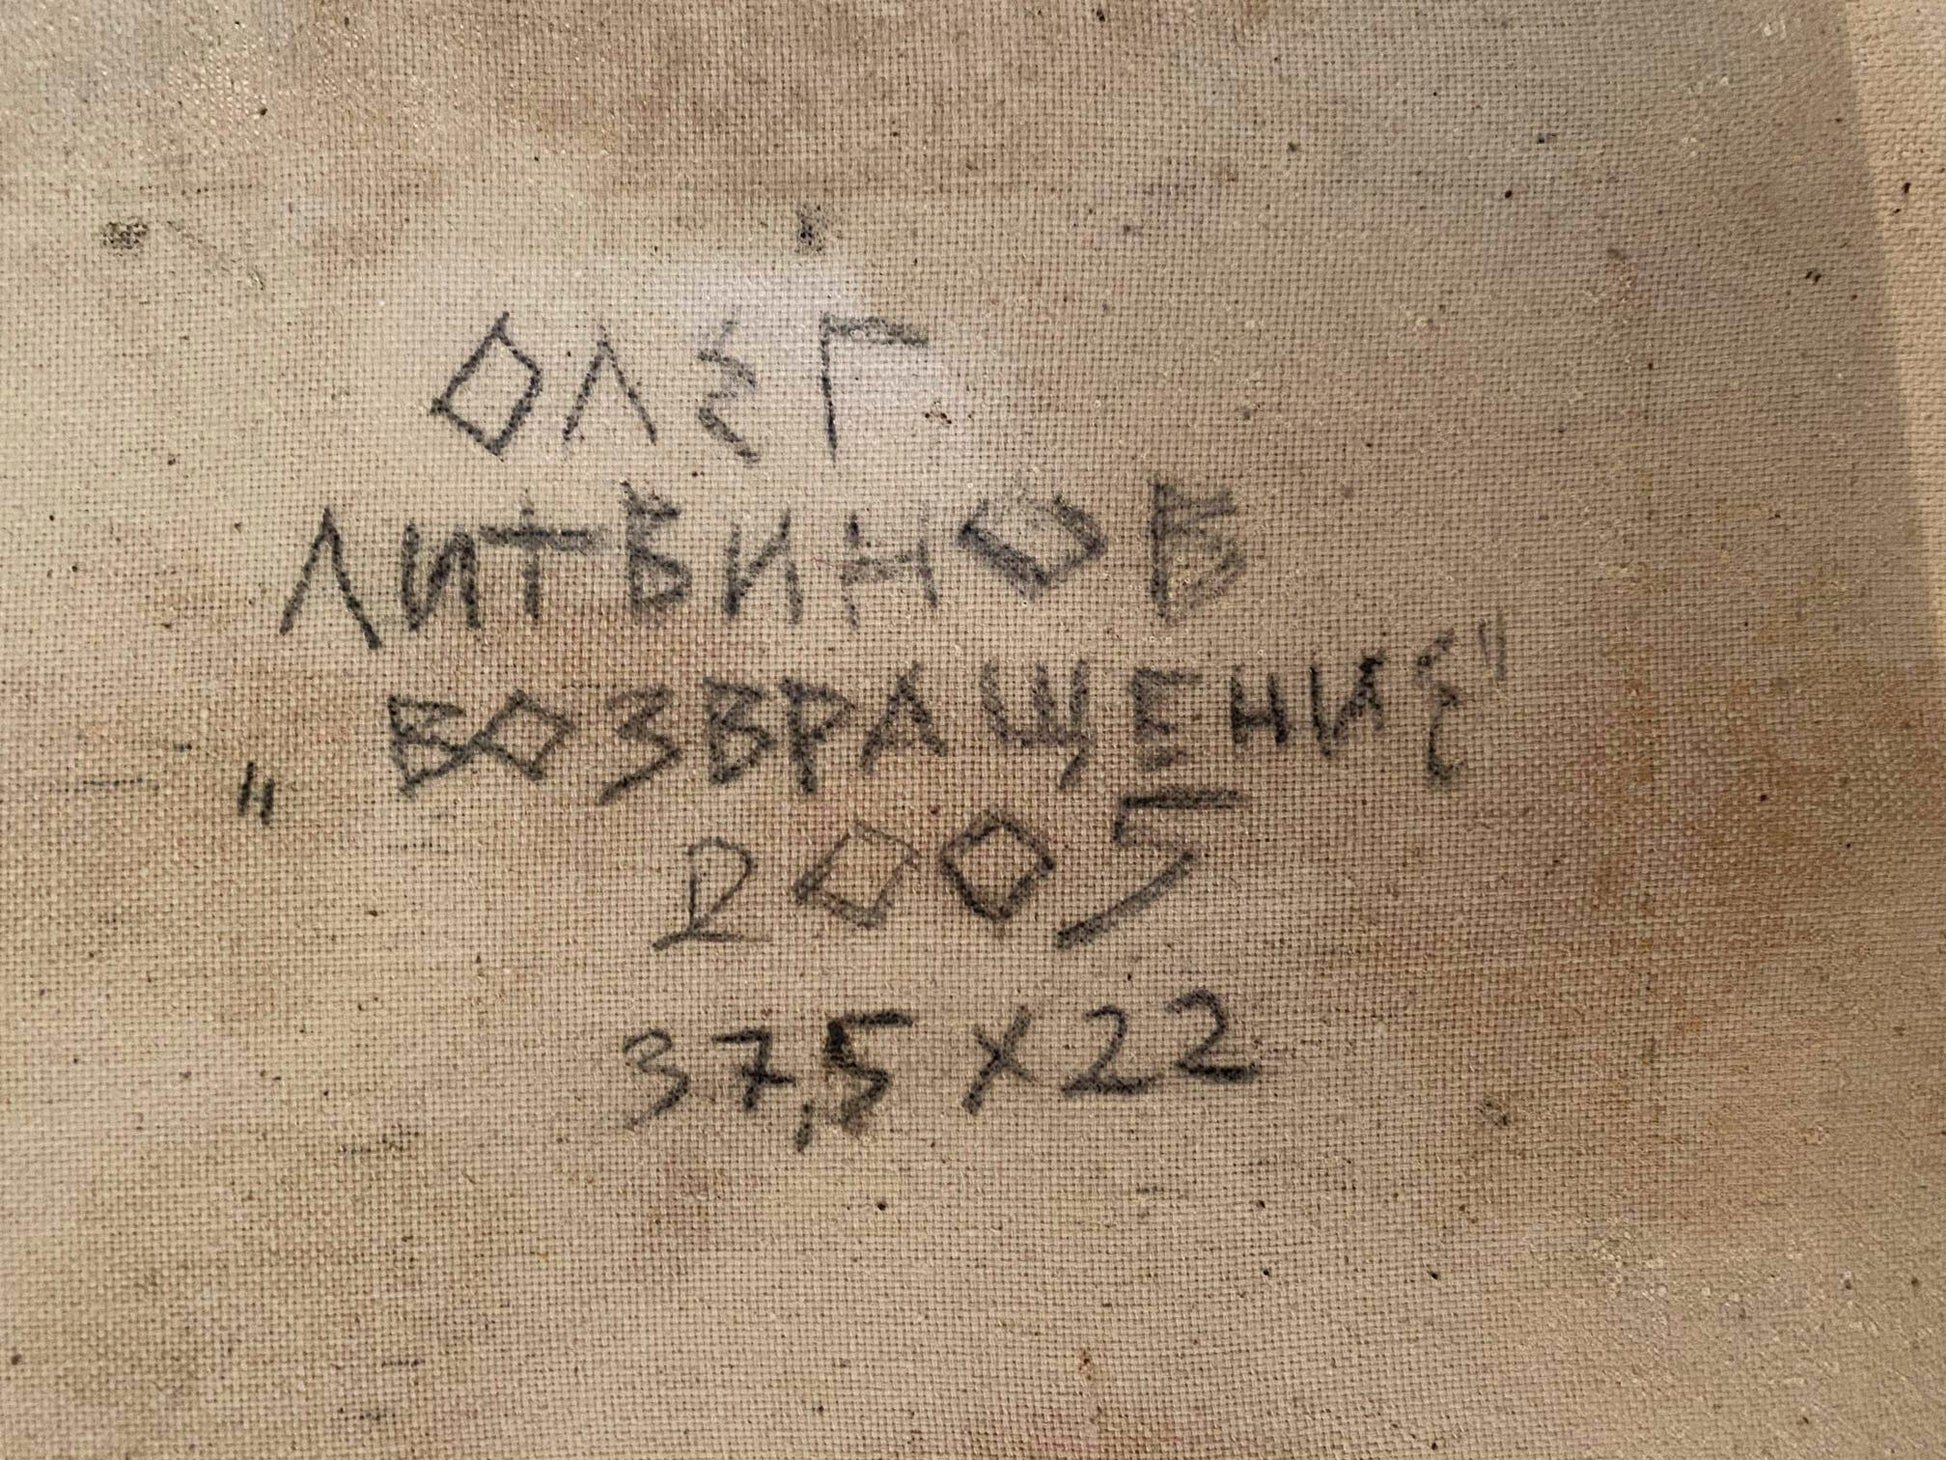 ОЛЕГ
ЛИТВИНОВ
„ВОЗВРАЩЕНИЕ"
2005
37,5 х 22